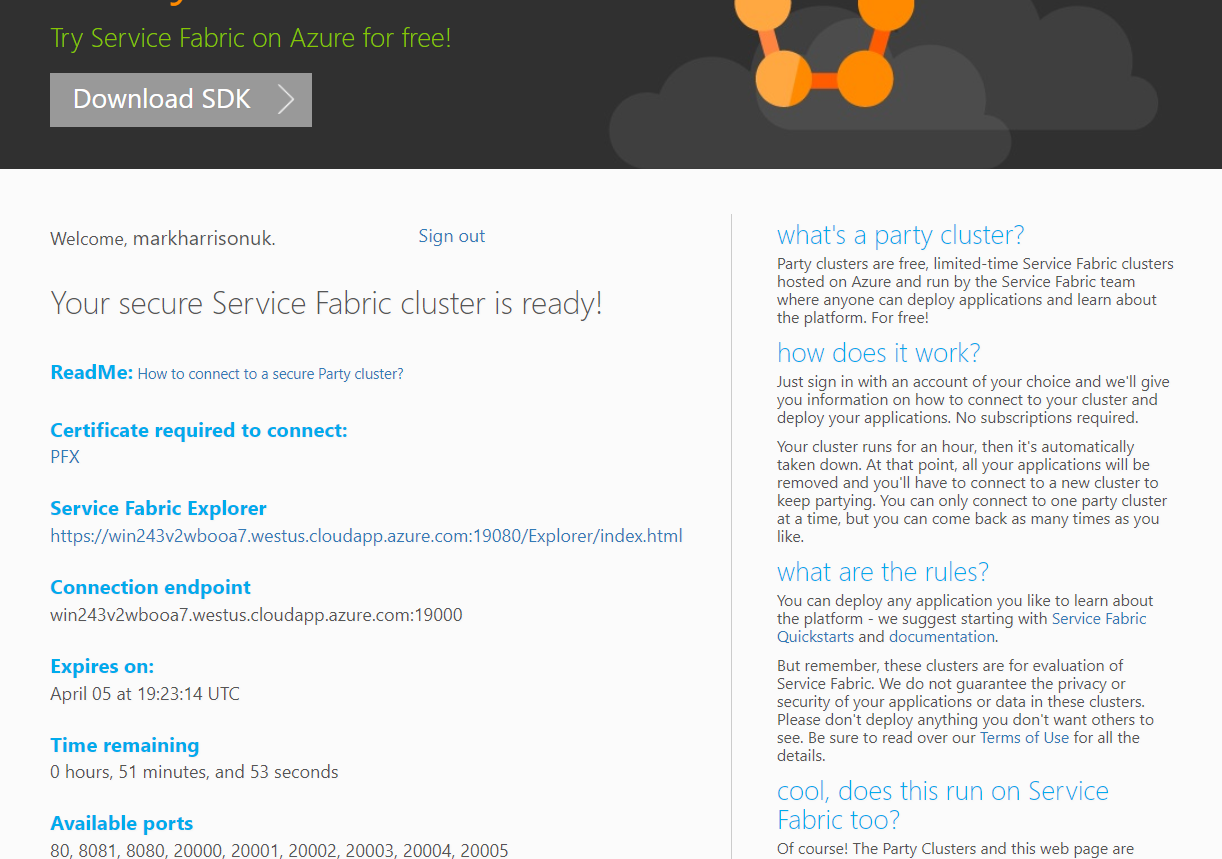 Try Service Fabric on Azure for free!
Download SDK
Welcome, markharrisonuk.
Sign out
Your secure Service Fabric cluster is ready!
ReadMe: How to connect to a secure Party cluster?
Certificate required to connect:
PFX
Service Fabric Explorer
https://win243v2wbooa7.westus.cloudapp.azure.com:19080/Explorer/index.html
Connection endpoint
win243v2wbooa7.westus.cloudapp.azure.com:19000
Expires on:
April 05 at 19:23:14 UTC
Time remaining
0 hours, 51 minutes, and 53 seconds
Available ports
80, 8081, 8080, 20000, 20001, 20002, 20003, 20004, 20005
what's a party cluster?
Party clusters are free, limited-time Service Fabric clusters
hosted on Azure and run by the Service Fabric team
where anyone can deploy applications and learn about
the platform. For free!
how does it work?
Just sign in with an account of your choice and we'll give
you information on how to connect to your cluster and
deploy your applications. No subscriptions required.
Your cluster runs for an hour, then it's automatically
taken down. At that point, all your applications will be
removed and you'll have to connect to a new cluster to
keep partying. You can only connect to one party cluster
at a time, but you can come back as many times as you
like.
what are the rules?
You can deploy any application you like to learn about
the platform - we suggest starting with Service Fabric
Quickstarts and documentation.
But remember, these clusters are for evaluation of
Service Fabric. We do not guarantee the privacy or
security of your applications or data in these clusters.
Please don't deploy anything you don't want others to
see. Be sure to read over our Terms of Use for all the
details.
cool, does this run on Service
Fabric too?
Of course! The Party Clusters and this web page are